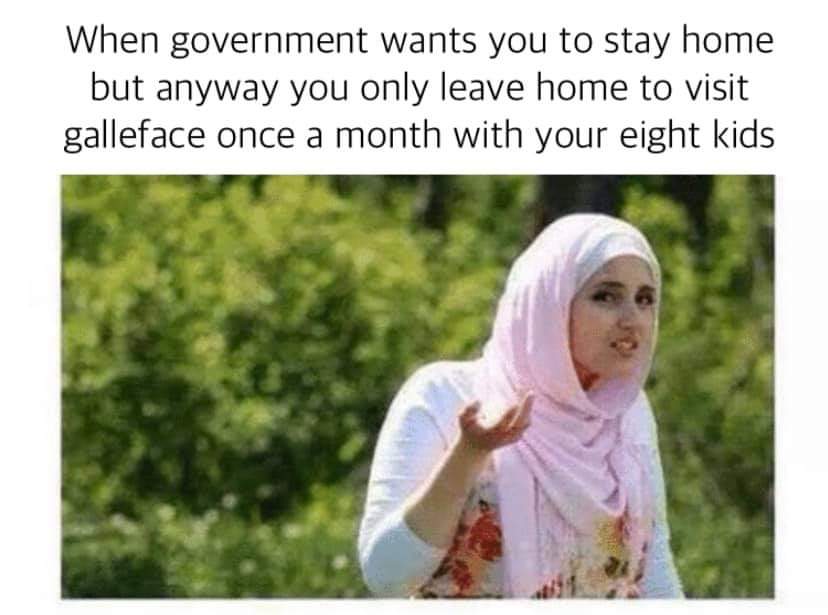 When government wants you to stay home
but anyway you only leave home to visit
galleface once a month with your eight kids